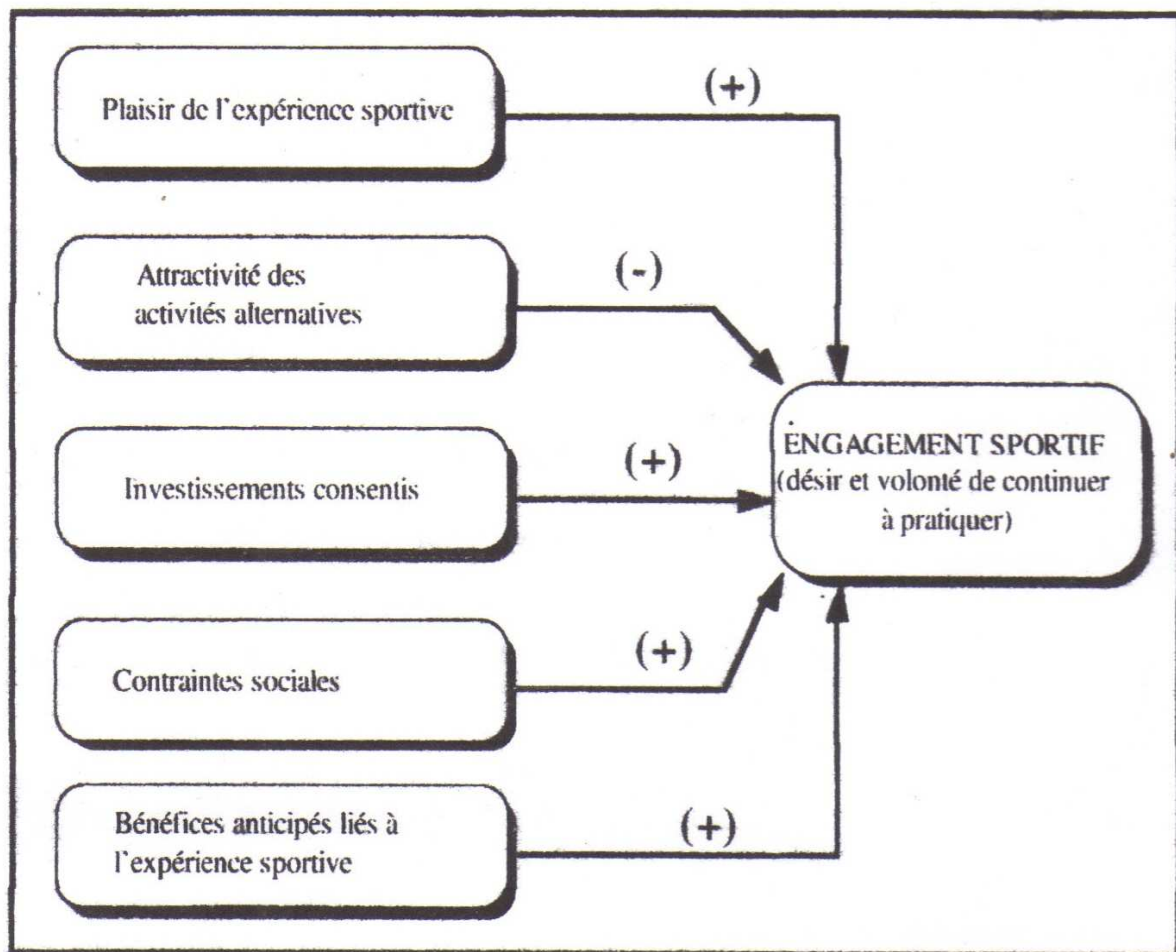 Plaisir de l'expérience sportive
(+)
Attractivité des
activités alternatives
(-)
Investissements consentis
(+)
Contraintes sociales
(+)
Bénéfices anticipés liés à
l'expérience sportive
(+)
ENGAGEMENT SPORTIF
(désir et volonté de continuer
à pratiquer)